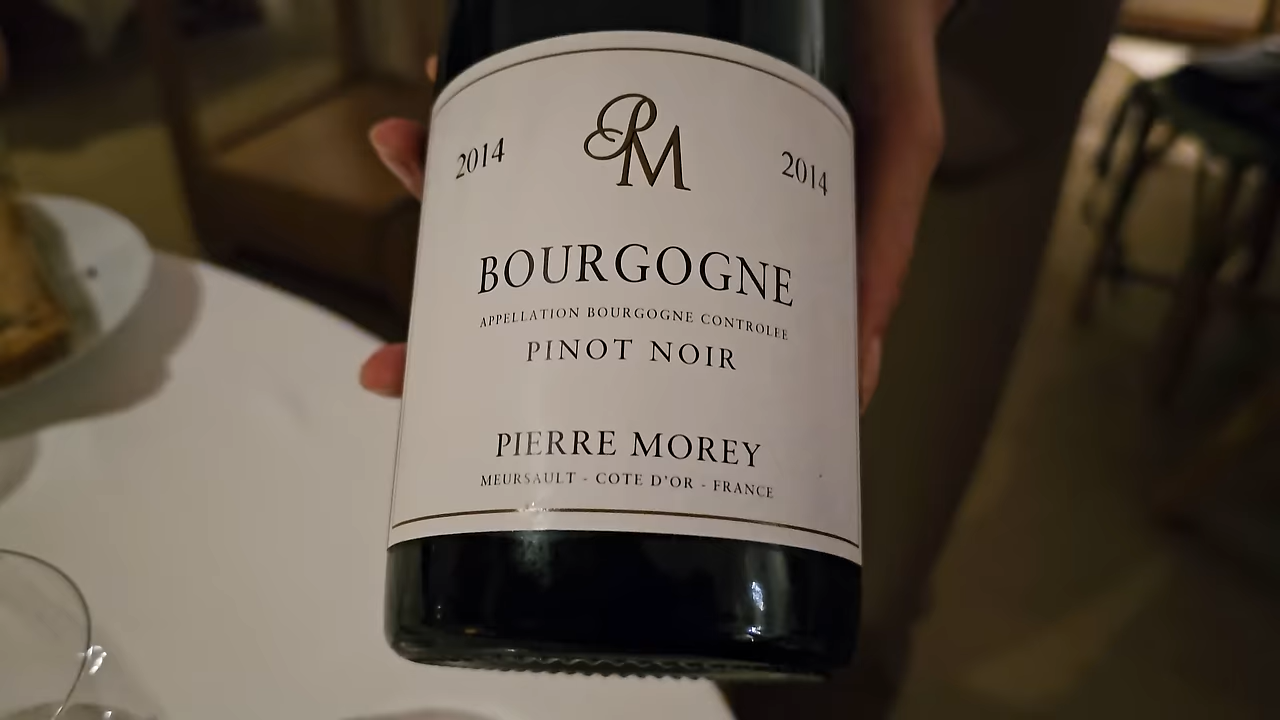 PM
2014 2014
BOURGOGNE
APPELLATION BOURGOGNE CONTROLEE
PINOT NOIR
PIERRE MOREY
MEURSAULT - COTE D'OR - FRANCE